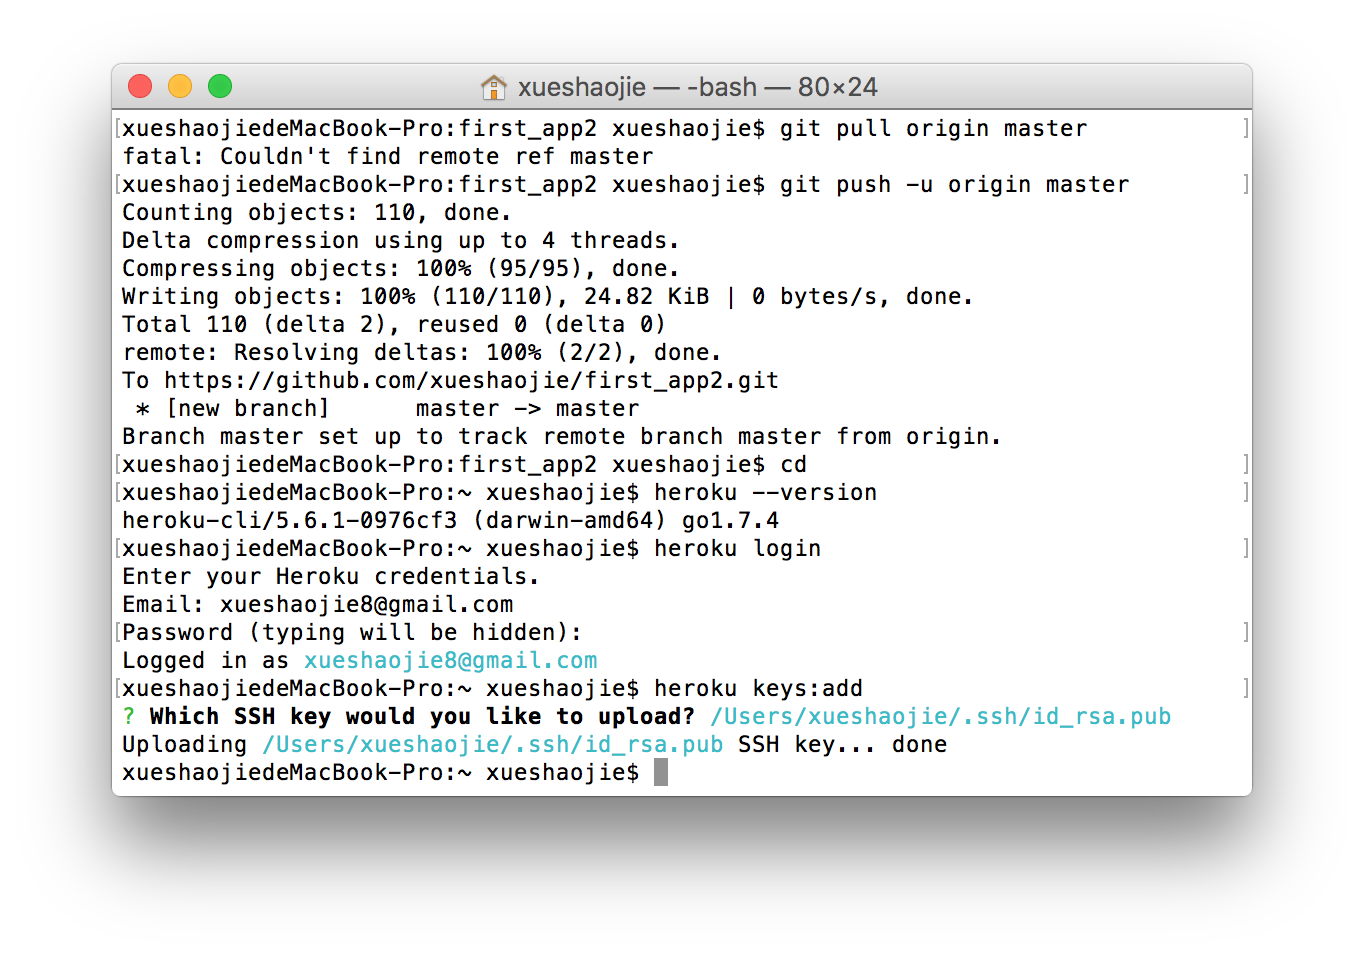 xueshaojie — -bash — 80×24
[xueshaojiedeMacBook-Pro:first_app2 xueshaojie$ git pull origin master ]
fatal: Couldn't find remote ref master
[xueshaojiedeMacBook-Pro:first_app2 xueshaojie$ git push -u origin master ]
Counting objects: 110, done.
Delta compression using up to 4 threads.
Compressing objects: 100% (95/95), done.
Writing objects: 100% (110/110), 24.82 KiB | 0 bytes/s, done.
Total 110 (delta 2), reused 0 (delta 0)
remote: Resolving deltas: 100% (2/2), done.
To https://github.com/xueshaojie/first_app2.git
 * [new branch]      master -> master
Branch master set up to track remote branch master from origin.
[xueshaojiedeMacBook-Pro:first_app2 xueshaojie$ cd ]
[xueshaojiedeMacBook-Pro:~ xueshaojie$ heroku --version ]
heroku-cli/5.6.1-0976cf3 (darwin-amd64) go1.7.4
[xueshaojiedeMacBook-Pro:~ xueshaojie$ heroku login ]
Enter your Heroku credentials.
Email: xueshaojie8@gmail.com
[Password (typing will be hidden): ]
Logged in as xueshaojie8@gmail.com
[xueshaojiedeMacBook-Pro:~ xueshaojie$ heroku keys:add ]
? Which SSH key would you like to upload? /Users/xueshaojie/.ssh/id_rsa.pub
Uploading /Users/xueshaojie/.ssh/id_rsa.pub SSH key... done
xueshaojiedeMacBook-Pro:~ xueshaojie$